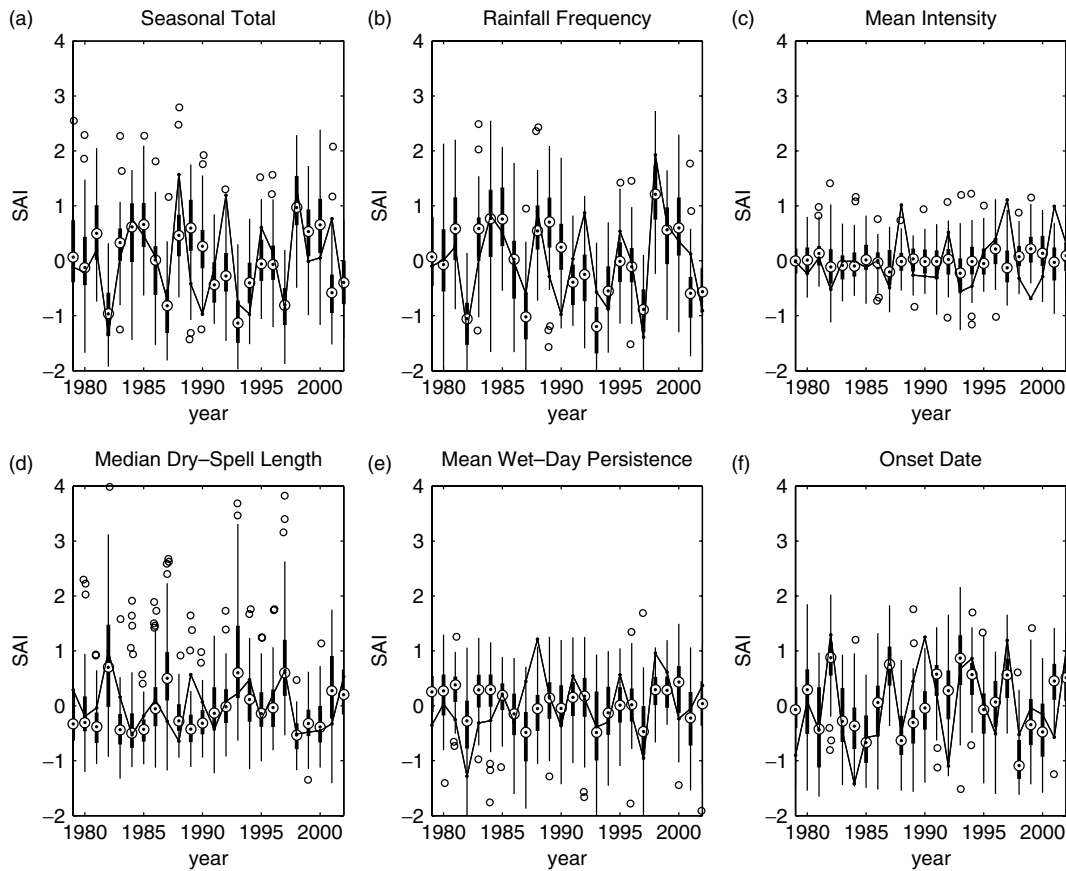 (a) Seasonal Total
4
3
2
1
0
−1
−2
SAI
1980 1985 1990 1995 2000
year
(b) Rainfall Frequency
4
3
2
1
0
−1
−2
SAI
1980 1985 1990 1995 2000
year
(c) Mean Intensity
4
3
2
1
0
−1
−2
SAI
1980 1985 1990 1995 2000
year
(d) Median Dry−Spell Length
4
3
2
1
0
−1
−2
SAI
1980 1985 1990 1995 2000
year
(e) Mean Wet−Day Persistence
4
3
2
1
0
−1
−2
SAI
1980 1985 1990 1995 2000
year
(f) Onset Date
4
3
2
1
0
−1
−2
SAI
1980 1985 1990 1995 2000
year